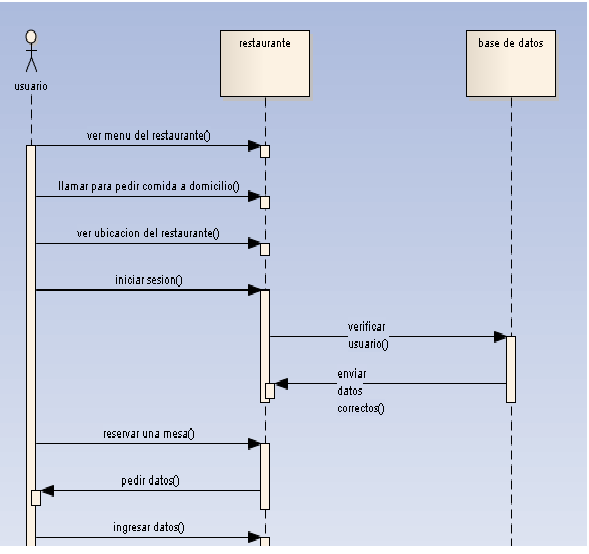 restaurante
base de datos
usuario
ver menu del restaurante()
llamar para pedir comida a domicilio()
ver ubicacion del restaurante()
iniciar sesion()
verificar
usuario()
enviar
datos
correctos()
reservar una mesa()
pedir datos()
ingresar datos()